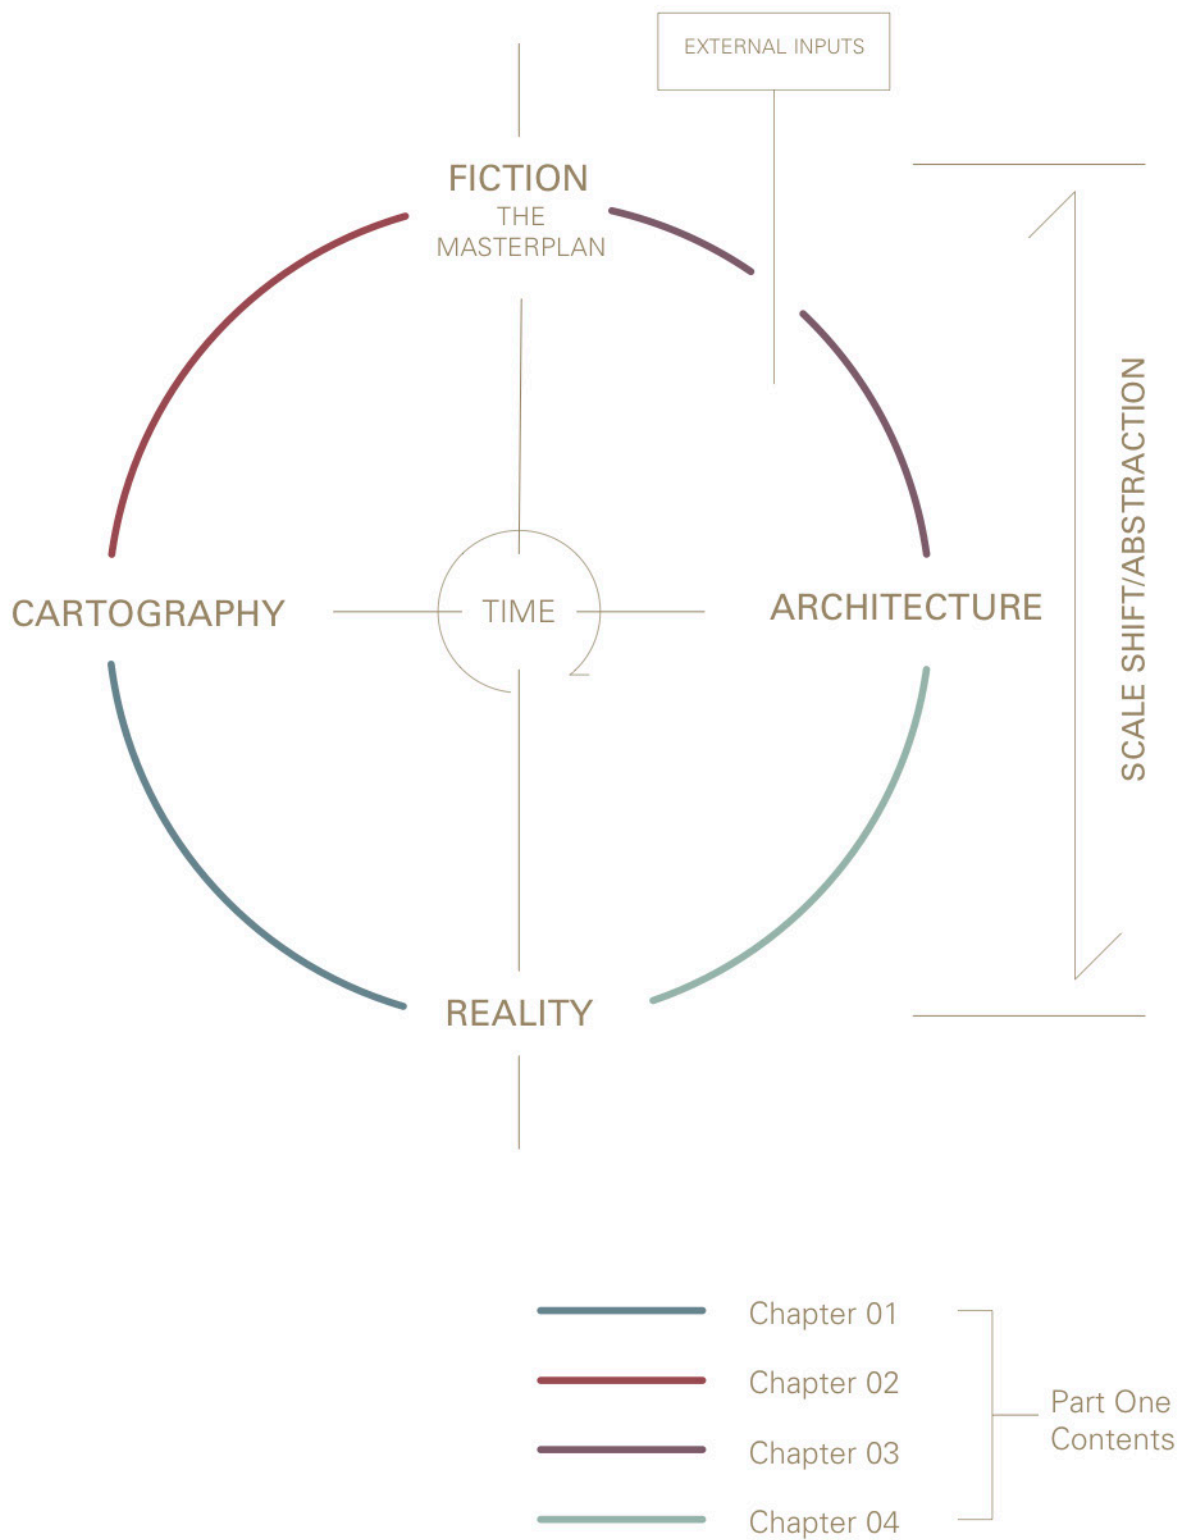 EXTERNAL INPUTS
FICTION
THE
MASTERPLAN
CARTOGRAPHY
TIME
ARCHITECTURE
SCALE SHIFT/ABSTRACTION
REALITY
Chapter 01
Chapter 02
Chapter 03
Chapter 04
Part One
Contents